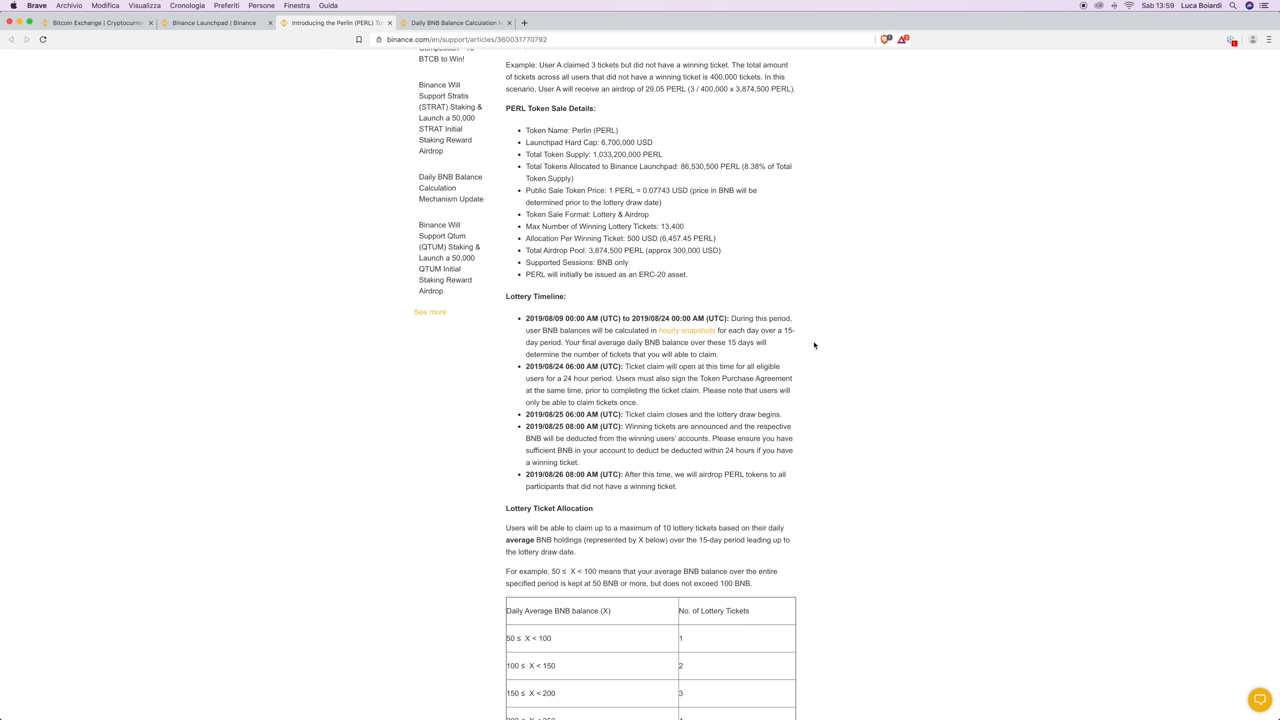 Brave Archivio Modifica Visualizza Cronologia Preferiti Persone Finestra Guida Sab 13:59 Luca Boiardi
Bitcoin Exchange | Cryptocurre
Binance Launchpad | Binance
Introducing the Perlin (PERL) To
Daily BNB Balance Calculation M
binance.com/en/support/articles/360031770792
BTCB to Win!
Binance Will
Support Stratis
(STRAT) Staking &
Launch a 50,000
STRAT Initial
Staking Reward
Airdrop
Daily BNB Balance
Calculation
Mechanism Update
Binance Will
Support Qtum
(QTUM) Staking &
Launch a 50,000
QTUM Initial
Staking Reward
Airdrop
See more
Example: User A claimed 3 tickets but did not have a winning ticket. The total amount
of tickets across all users that did not have a winning ticket is 400,000 tickets. In this
scenario, User A will receive an airdrop of 29.05 PERL (3 / 400,000 x 3,874,500 PERL).
PERL Token Sale Details:
Token Name: Perlin (PERL)
Launchpad Hard Cap: 6,700,000 USD
Total Token Supply: 1,033,200,000 PERL
Total Tokens Allocated to Binance Launchpad: 86,530,500 PERL (8.38% of Total
Token Supply)
Public Sale Token Price: 1 PERL = 0.07743 USD (price in BNB will be
determined prior to the lottery draw date)
Token Sale Format: Lottery & Airdrop
Max Number of Winning Lottery Tickets: 13,400
Allocation Per Winning Ticket: 500 USD (6,457.45 PERL)
Total Airdrop Pool: 3,874,500 PERL (approx 300,000 USD)
Supported Sessions: BNB only
PERL will initially be issued as an ERC-20 asset.
Lottery Timeline:
2019/08/09 00:00 AM (UTC) to 2019/08/24 00:00 AM (UTC): During this period,
user BNB balances will be calculated in hourly snapshots for each day over a 15-
day period. Your final average daily BNB balance over these 15 days will
determine the number of tickets that you will able to claim.
2019/08/24 06:00 AM (UTC): Ticket claim will open at this time for all eligible
users for a 24 hour period. Users must also sign the Token Purchase Agreement
at the same time, prior to completing the ticket claim. Please note that users will
only be able to claim tickets once.
2019/08/25 06:00 AM (UTC): Ticket claim closes and the lottery draw begins.
2019/08/25 08:00 AM (UTC): Winning tickets are announced and the respective
BNB will be deducted from the winning users' accounts. Please ensure you have
sufficient BNB in your account to deduct be deducted within 24 hours if you have
a winning ticket.
2019/08/26 08:00 AM (UTC): After this time, we will airdrop PERL tokens to all
participants that did not have a winning ticket.
Lottery Ticket Allocation
Users will be able to claim up to a maximum of 10 lottery tickets based on their daily
average BNB holdings (represented by X below) over the 15-day period leading up to
the lottery draw date.
For example, 50 ≤ X < 100 means that your average BNB balance over the entire
specified period is kept at 50 BNB or more, but does not exceed 100 BNB.
Daily Average BNB balance (X) No. of Lottery Tickets
50 ≤ X < 100 1
100 ≤ X < 150 2
150 ≤ X < 200 3